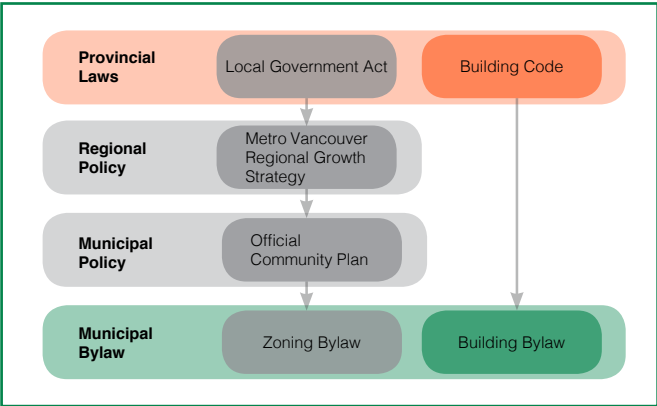 Provincial
Laws
Local Government Act
Building Code
Regional
Policy
Metro Vancouver
Regional Growth
Strategy
Municipal
Policy
Official
Community Plan
Municipal
Bylaw
Zoning Bylaw
Building Bylaw